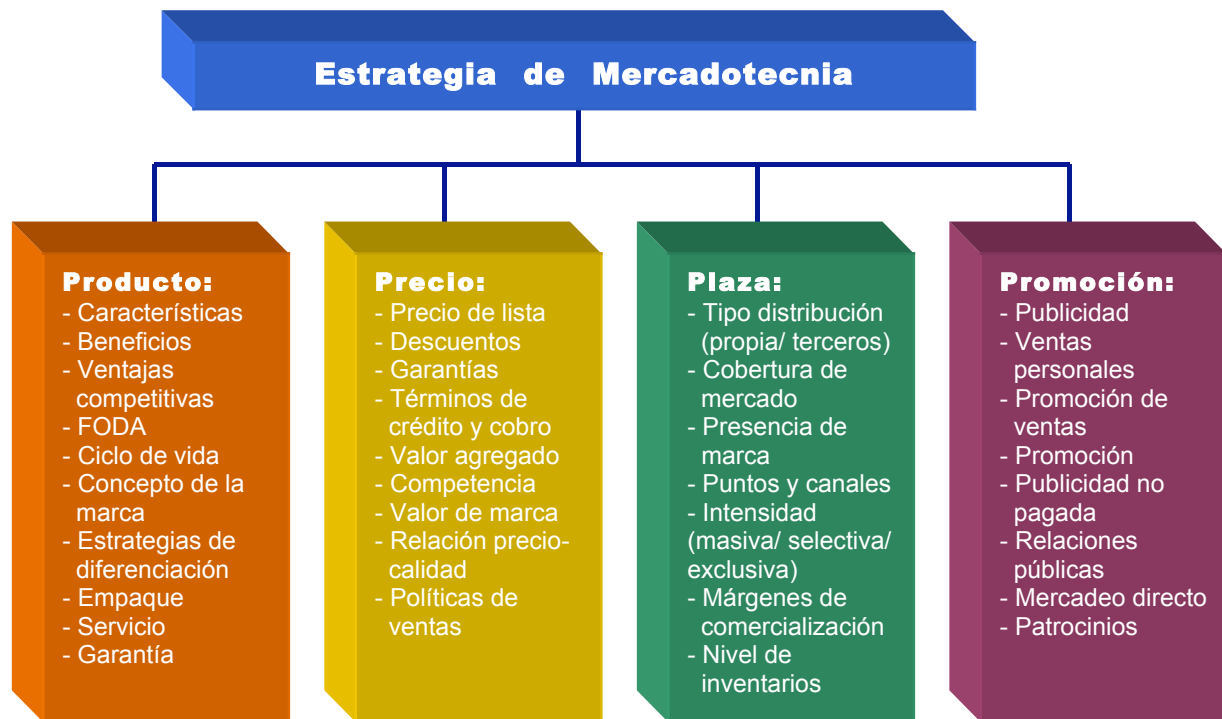 Estrategia de Mercadotecnia
Producto:
- Características
- Beneficios
- Ventajas
competitivas
- FODA
- Ciclo de vida
- Concepto de la
marca
- Estrategias de
diferenciación
- Empaque
- Servicio
- Garantía
Precio:
- Precio de lista
- Descuentos
- Garantías
- Términos de
crédito y cobro
- Valor agregado
- Competencia
- Valor de marca
- Relación precio-
calidad
- Políticas de
ventas
Plaza:
- Tipo distribución
(propia/ terceros)
- Cobertura de
mercado
- Presencia de
marca
- Puntos y canales
- Intensidad
(masiva/ selectiva/
exclusiva)
- Márgenes de
comercialización
- Nivel de
inventarios
Promoción:
- Publicidad
- Ventas
personales
- Promoción de
ventas
- Promoción
- Publicidad no
pagada
- Relaciones
públicas
- Mercadeo directo
- Patrocinios